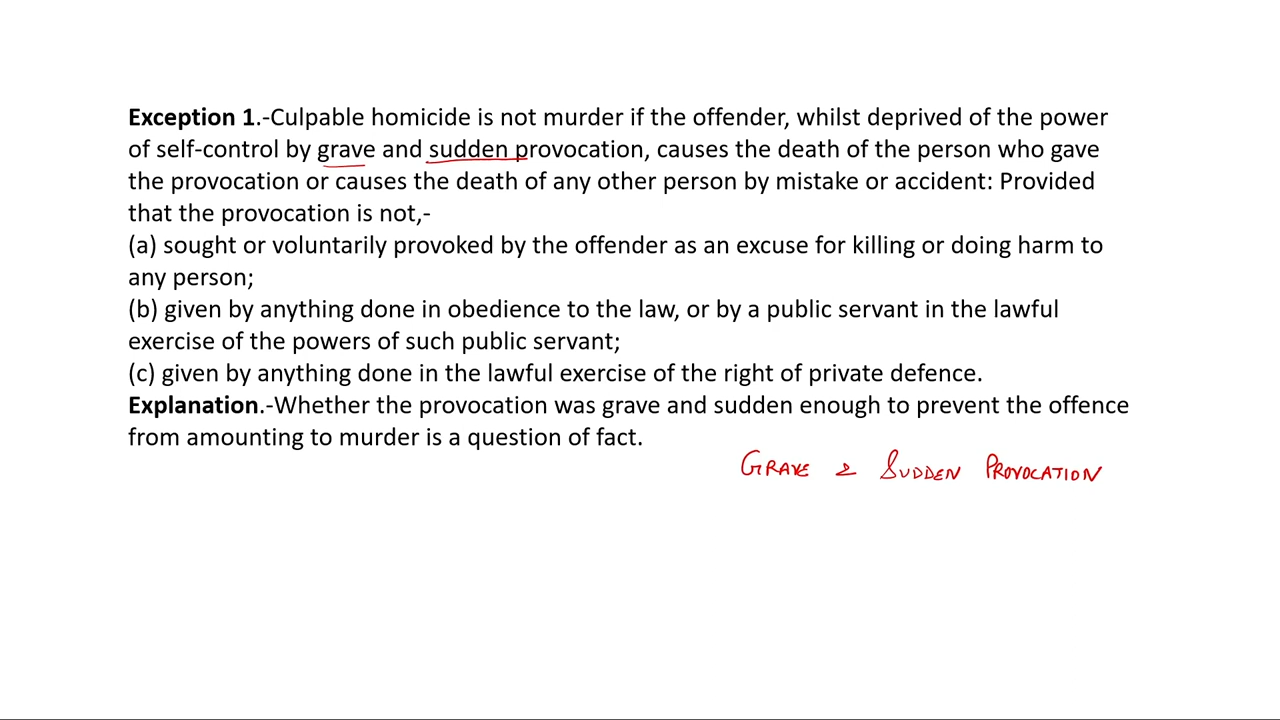 Exception 1.-Culpable homicide is not murder if the offender, whilst deprived of the power
of self-control by grave and sudden provocation, causes the death of the person who gave
the provocation or causes the death of any other person by mistake or accident: Provided
that the provocation is not,-
(a) sought or voluntarily provoked by the offender as an excuse for killing or doing harm to
any person;
(b) given by anything done in obedience to the law, or by a public servant in the lawful
exercise of the powers of such public servant;
(c) given by anything done in the lawful exercise of the right of private defence.
Explanation.-Whether the provocation was grave and sudden enough to prevent the offence
from amounting to murder is a question of fact.
GRAVE & SUDDEN PROVOCATION